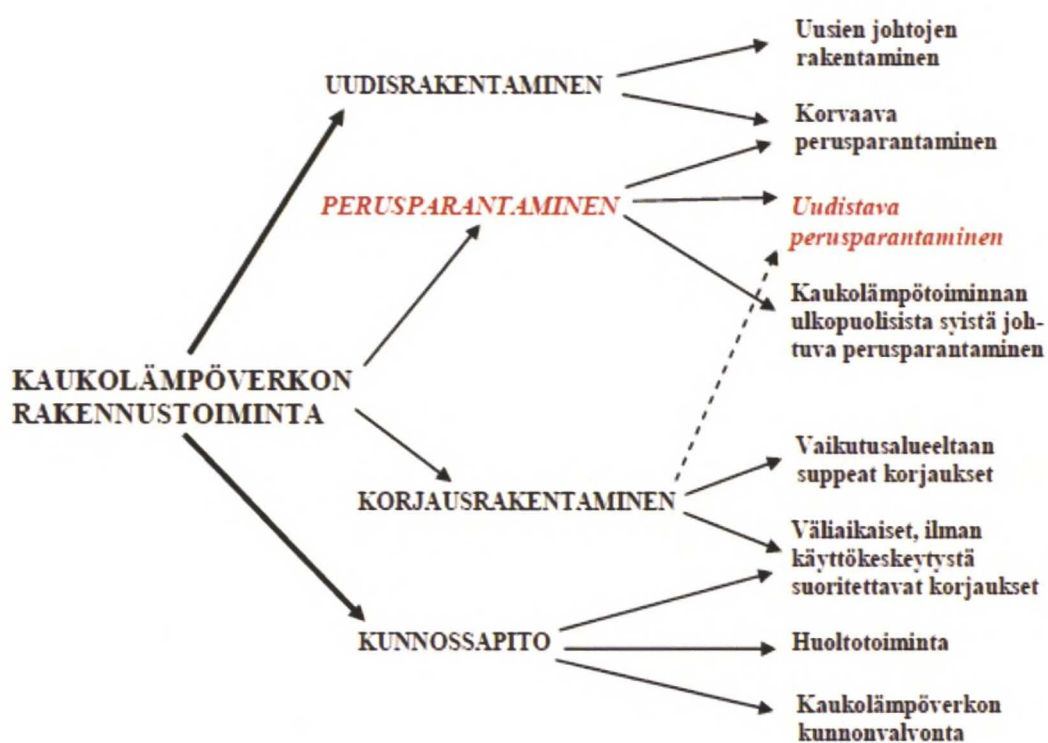 Uusien johtojen
rakentaminen
UUDISRAKENTAMINEN
Korvaava
perusparantaminen
PERUSPARANTAMINEN
Uudistava
perusparantaminen
Kaukolämpötoiminnan
ulkopuolisista syistä joh-
tuva perusparantaminen
KAUKOLÄMPÖVERKON
RAKENNUSTOIMINTA
Vaikutusalueeltaan
suppeat korjaukset
KORJAUSRAKENTAMINEN
Väliaikaiset, ilman
käyttökeskeytystä
suoritettavat korjaukset
KUNNOSSAPITO
Huoltotoiminta
Kaukolämpöverkon
kunnonvalvonta